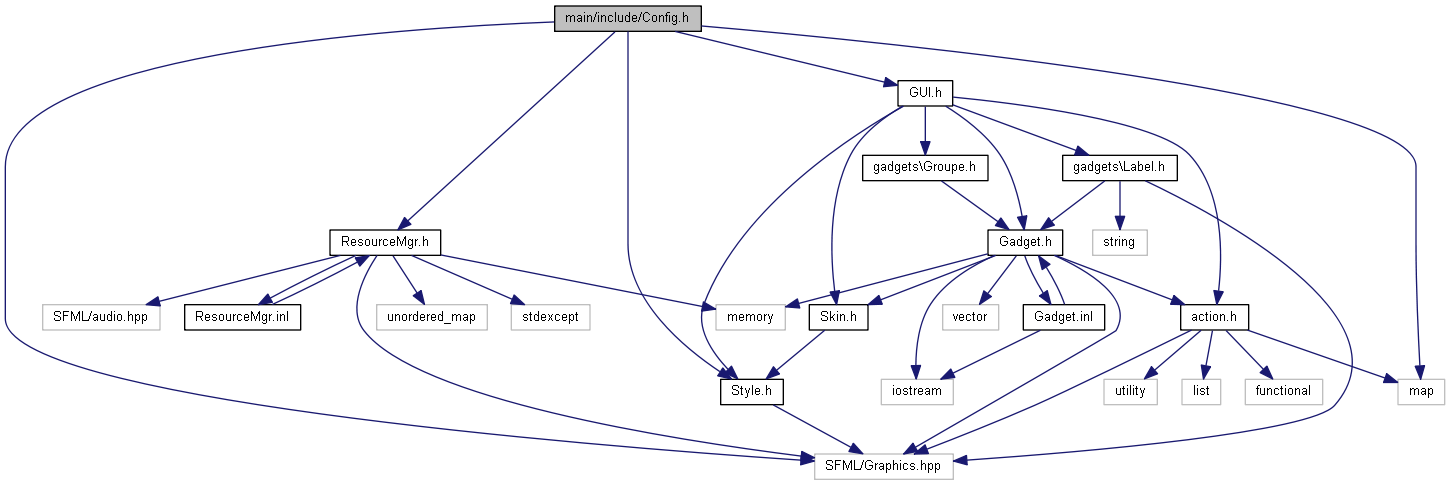 main/include/Config.h
GUI.h
gadgets\Groupe.h
gadgets\Label.h
ResourceMgr.h
Gadget.h
string
SFML/audio.hpp
ResourceMgr.inl
unordered_map
stdexcept
memory
Skin.h
vector
Gadget.inl
action.h
Style.h
iostream
utility
list
functional
map
SFML/Graphics.hpp